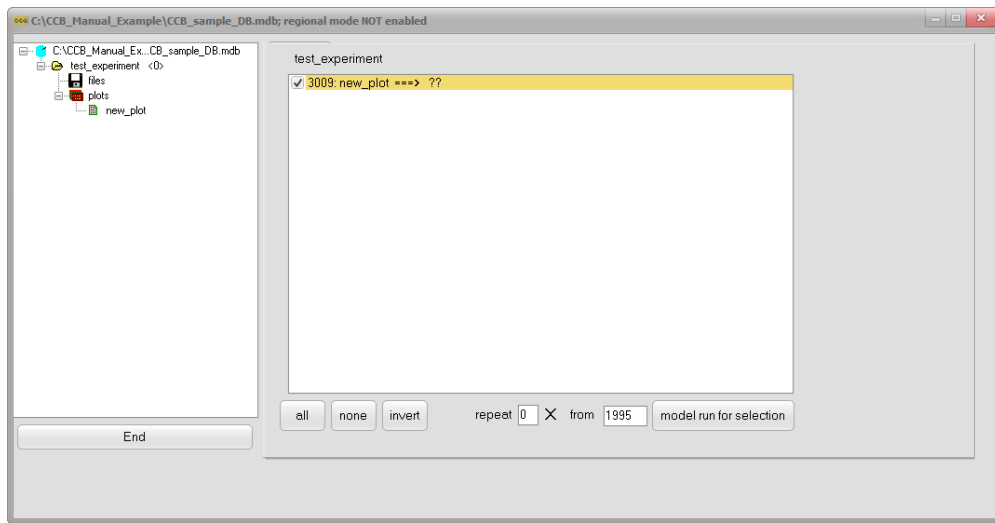 C:\CCB_Manual_Example\CCB_sample_DB.mdb; regional mode NOT enabled
C:\CCB_Manual_Ex...CB_sample_DB.mdb
test_experiment <0>
files
plots
new_plot
End
test_experiment
3009: new_plot ===> ??
all none invert repeat 0 X from 1995 model run for selection